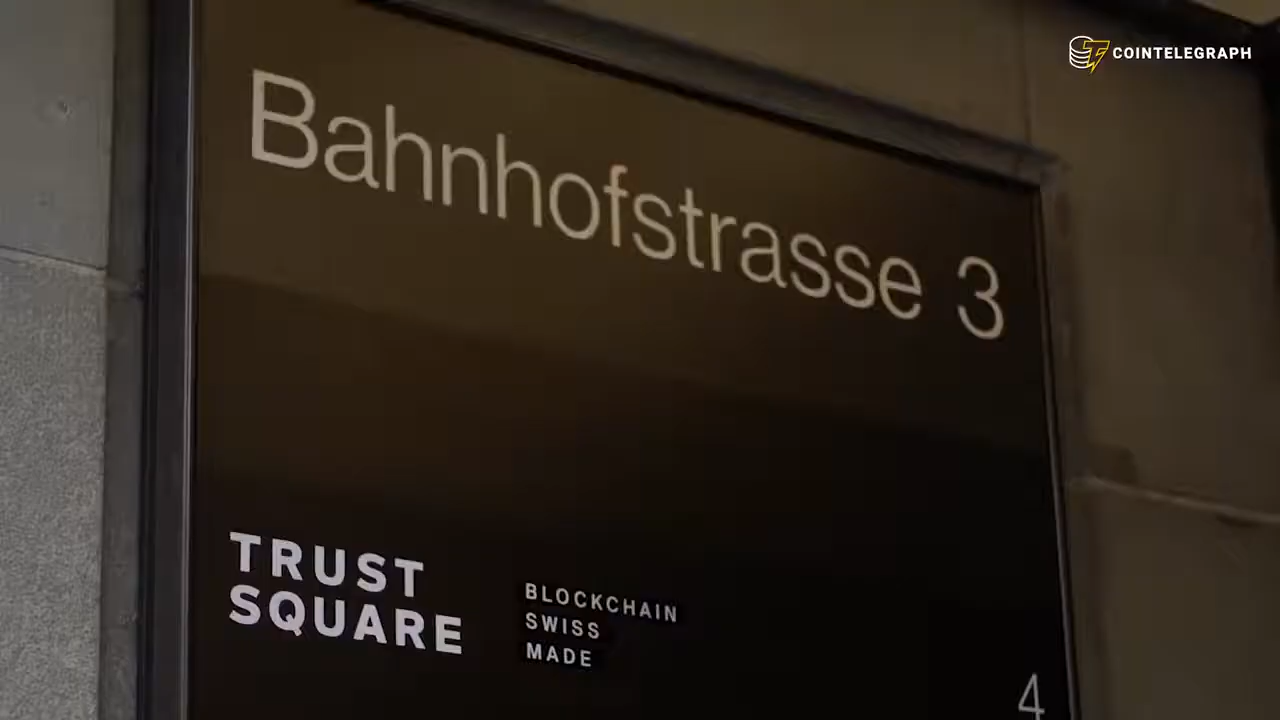 COINTELEGRAPH
Bahnhofstrasse 3
TRUST
SQUARE
BLOCKCHAIN
SWISS
MADE
4